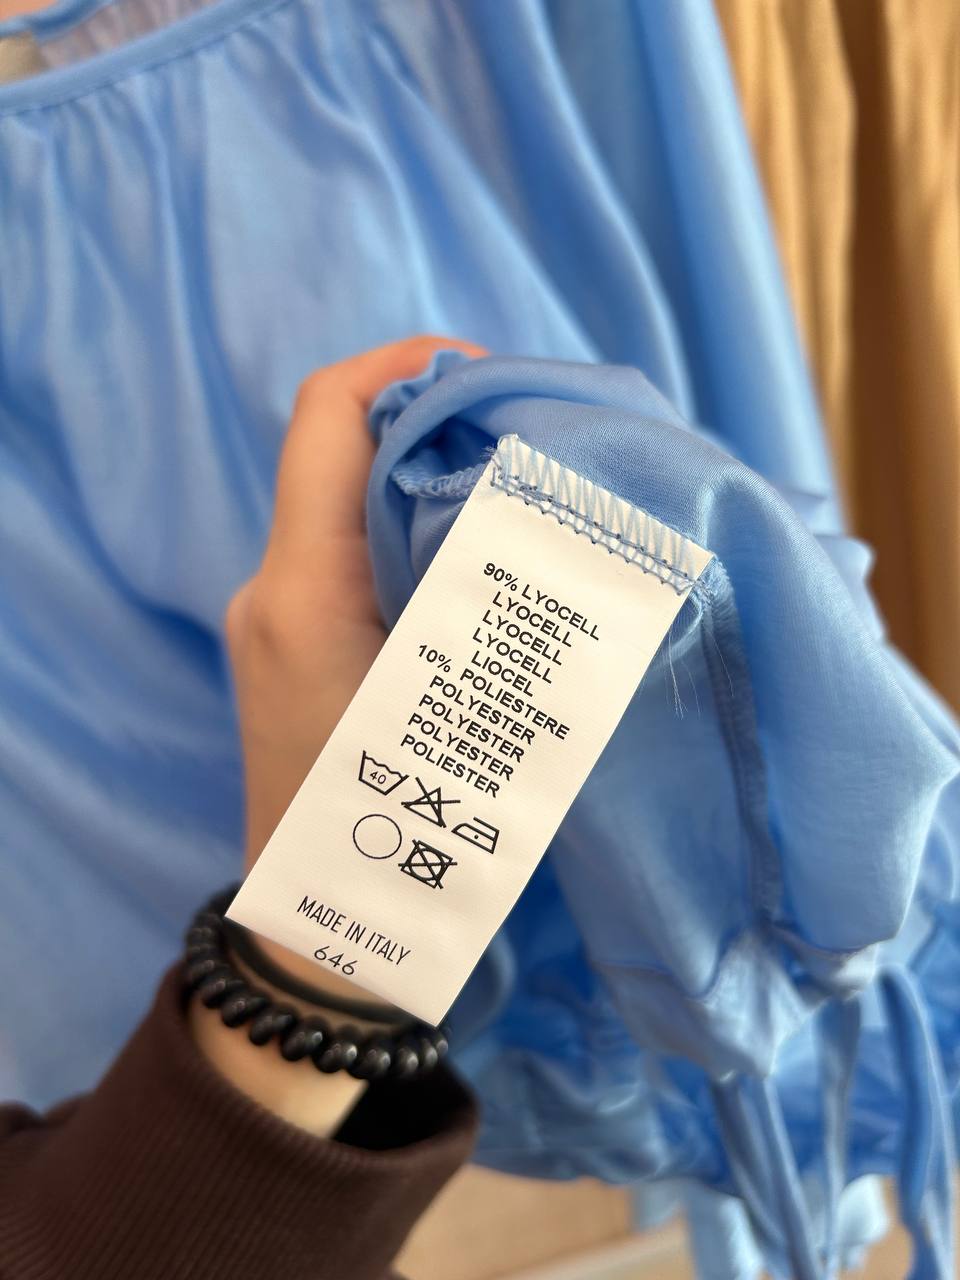 90% LYOCELL
LYOCELL
LYOCELL
LYOCELL
LIOCEL
10% POLIESTERE
POLYESTER
POLYESTER
POLYESTER
POLIESTER
40
MADE IN ITALY
646